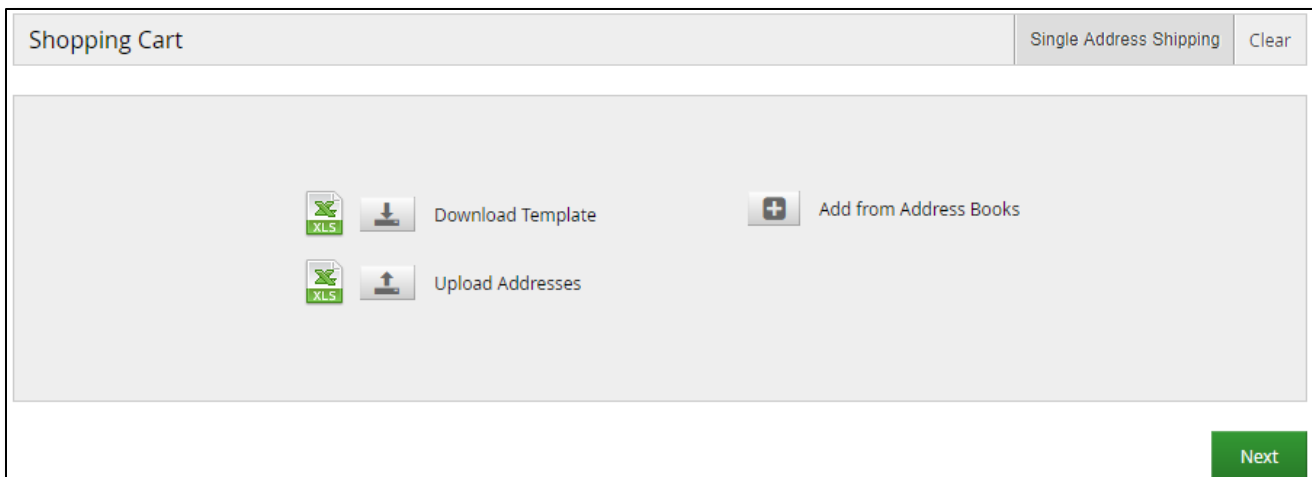 Shopping Cart
Single Address Shipping
Clear
XLS
Download Template
Add from Address Books
XLS
Upload Addresses
Next